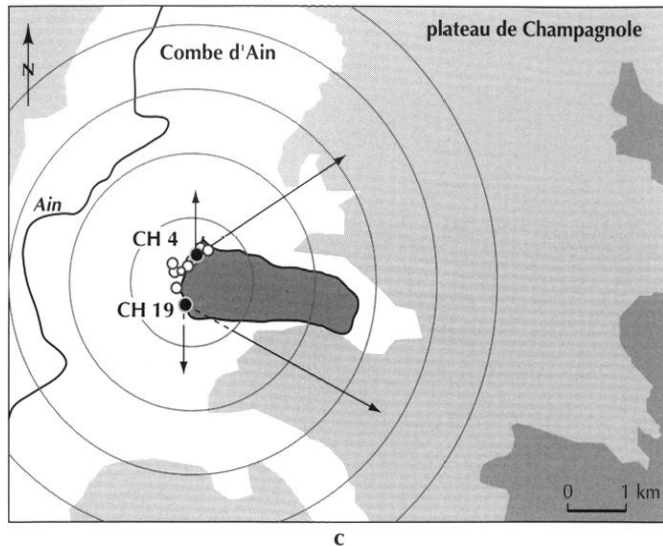 plateau de Champagnole
N
Combe d'Ain
Ain
CH 4
CH 19
0 1 km
c